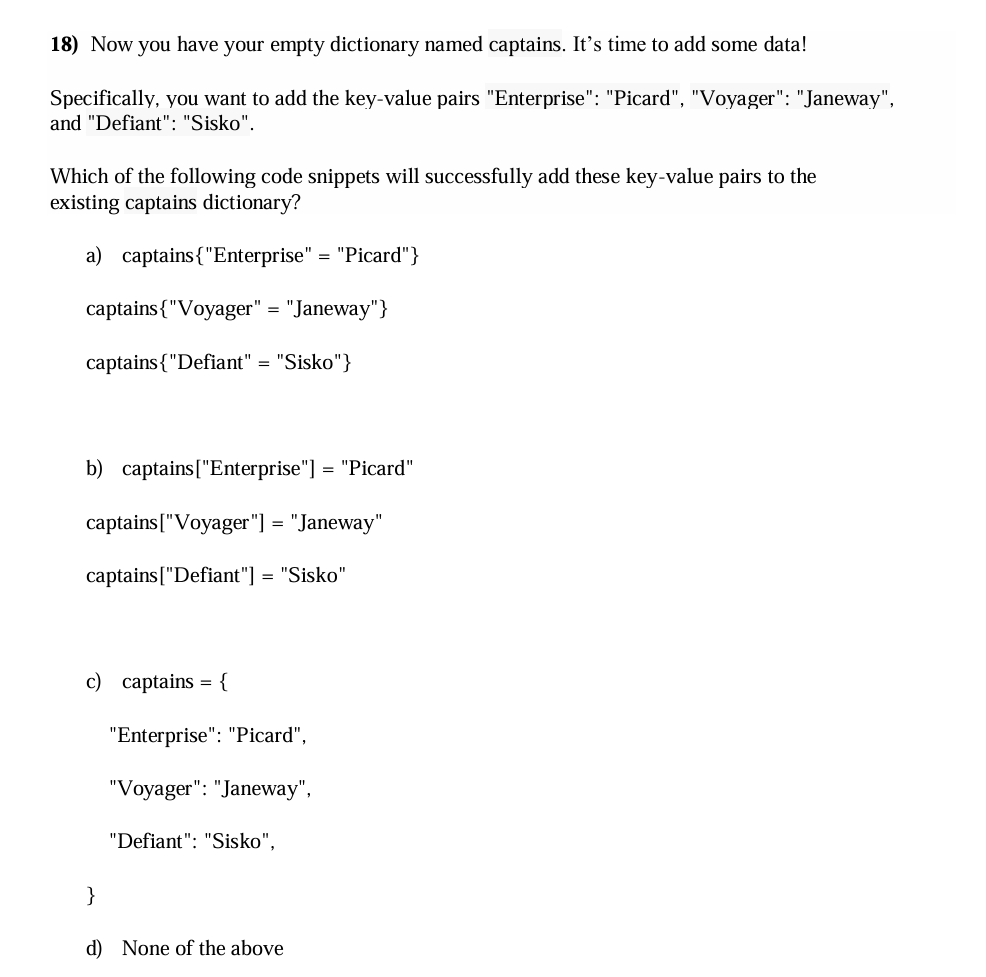 18) Now you have your empty dictionary named captains. It’s time to add some data!
Specifically, you want to add the key-value pairs "Enterprise": "Picard", "Voyager": "Janeway",
and "Defiant": "Sisko".
Which of the following code snippets will successfully add these key-value pairs to the
existing captains dictionary?
a) captains{"Enterprise" = "Picard"}
captains{"Voyager" = "Janeway"}
captains{"Defiant" = "Sisko"}
b) captains["Enterprise"] = "Picard"
captains["Voyager"] = "Janeway"
captains["Defiant"] = "Sisko"
c) captains = {
"Enterprise": "Picard",
"Voyager": "Janeway",
"Defiant": "Sisko",
}
d) None of the above